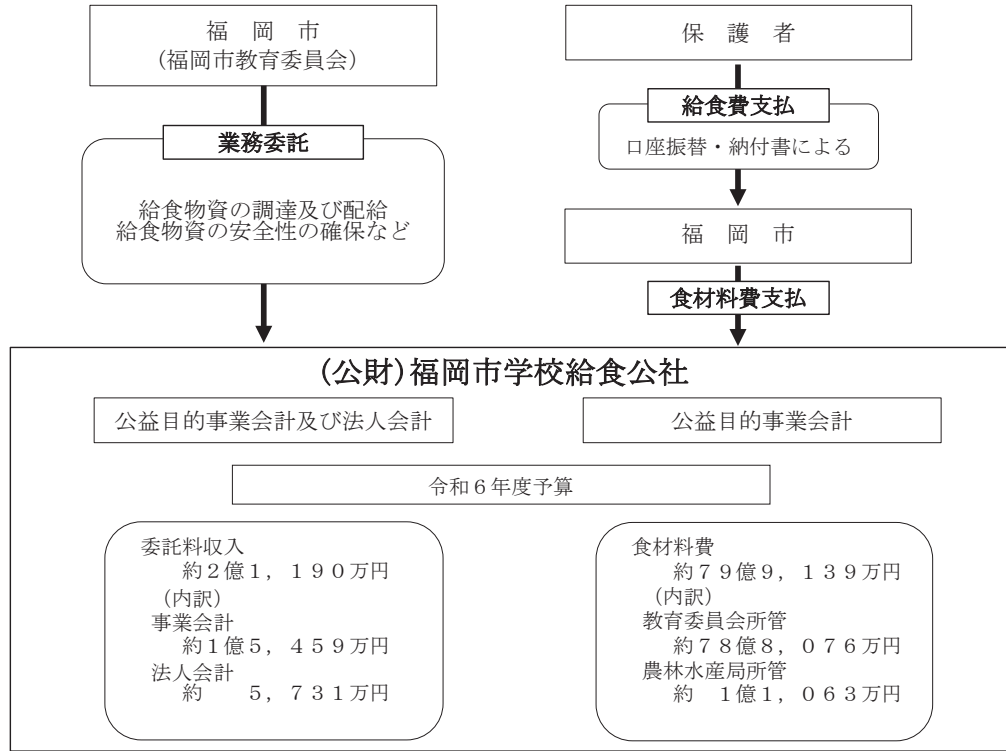 福岡市
(福岡市教育委員会)
業務委託
給食物資の調達及び配給
給食物資の安全性の確保など
保護者
給食費支払
口座振替・納付書による
福岡市
食材料費支払
(公財)福岡市学校給食公社
公益目的事業会計及び法人会計
公益目的事業会計
令和６年度予算
委託料収入
約２億１，１９０万円
(内訳)
事業会計
約１億５，４５９万円
法人会計
約　５，７３１万円
食材料費
約７９億９，１３９万円
(内訳)
教育委員会所管
約７８億８，０７６万円
農林水産局所管
約　１億１，０６３万円